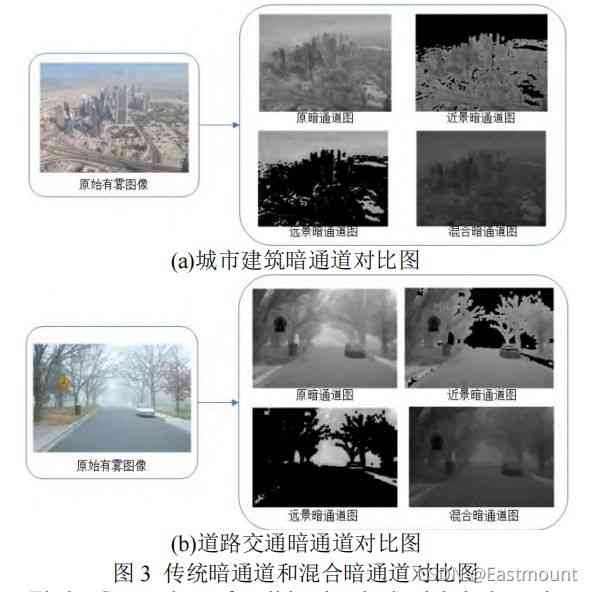 原始有雾图像
原暗通道图
近景暗通道图
远景暗通道图
混合暗通道图
(a)城市建筑暗通道对比图
原始有雾图像
原暗通道图
近景暗通道图
远景暗通道图
混合暗通道图
(b)道路交通暗通道对比图
图 3 传统暗通道和混合暗通道对比图
@Eastmount